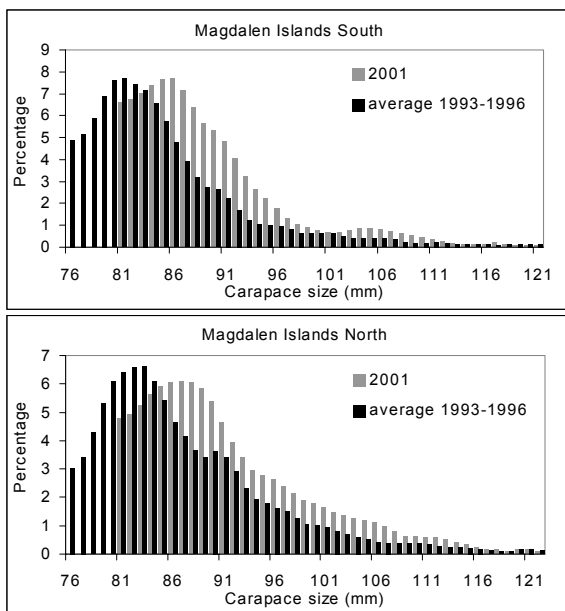 Magdalen Islands South
9
8
7
6
5
4
3
2
1
0
Percentage
2001
average 1993-1996
76 81 86 91 96 101 106 111 116 121
Carapace size (mm)
Magdalen Islands North
7
6
5
4
3
2
1
0
Percentage
2001
average 1993-1996
76 81 86 91 96 101 106 111 116 121
Carapace size (mm)